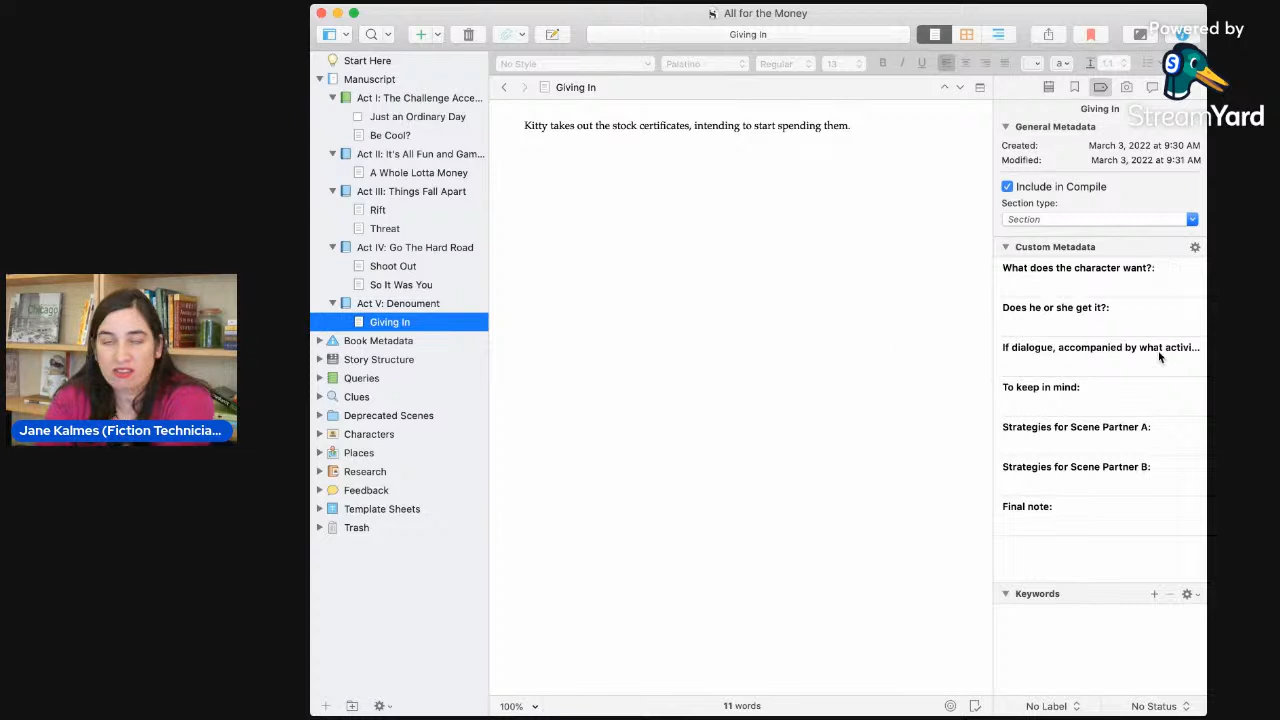 All for the Money
Giving In
Powered by
StreamYard
No Style
Palatino
Regular
13
B
I
U
a
1.1
Start Here
Manuscript
Act I: The Challenge Acce...
Just an Ordinary Day
Be Cool?
Act II: It's All Fun and Gam...
A Whole Lotta Money
Act III: Things Fall Apart
Rift
Threat
Act IV: Go The Hard Road
Shoot Out
So It Was You
Act V: Denoument
Giving In
Book Metadata
Story Structure
Queries
Clues
Deprecated Scenes
Characters
Places
Research
Feedback
Template Sheets
Trash
Giving In
Kitty takes out the stock certificates, intending to start spending them.
100%
11 words
Giving In
General Metadata
Created: March 3, 2022 at 9:30 AM
Modified: March 3, 2022 at 9:31 AM
Include in Compile
Section type:
Section
Custom Metadata
What does the character want?:
Does he or she get it?:
If dialogue, accompanied by what activi...
To keep in mind:
Strategies for Scene Partner A:
Strategies for Scene Partner B:
Final note:
Keywords
No Label
No Status
Jane Kalmes (Fiction Technicia...